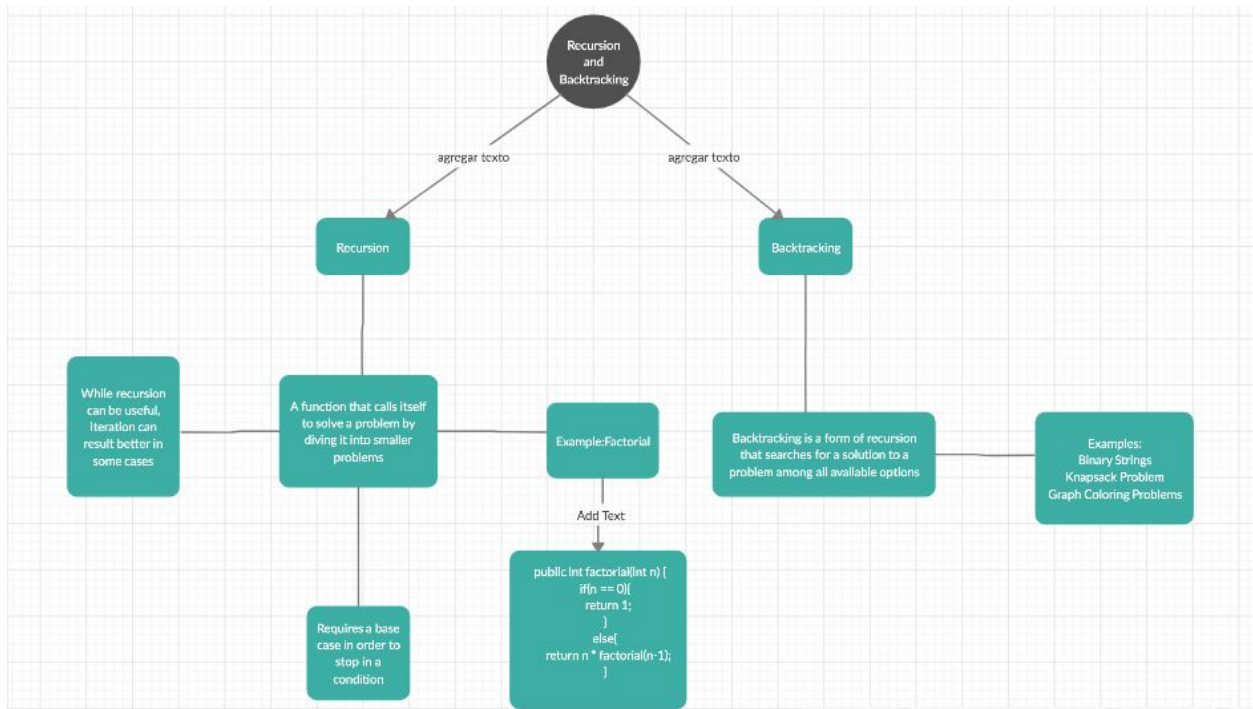 Recursion
and
Backtracking
agregar texto
agregar texto
Recursion
Backtracking
While recursion
can be useful,
Iteration can
result better in
some cases
A function that calls itself
to solve a problem by
diving it into smaller
problems
Example:Factorial
Backtracking is a form of recursion
that searches for a solution to a
problem among all available options
Examples:
Binary Strings
Knapsack Problem
Graph Coloring Problems
Add Text
public int factorial(int n) {
if(n == 0){
return 1;
}
else{
return n * factorial(n-1);
}
Requires a base
case in order to
stop in a
condition